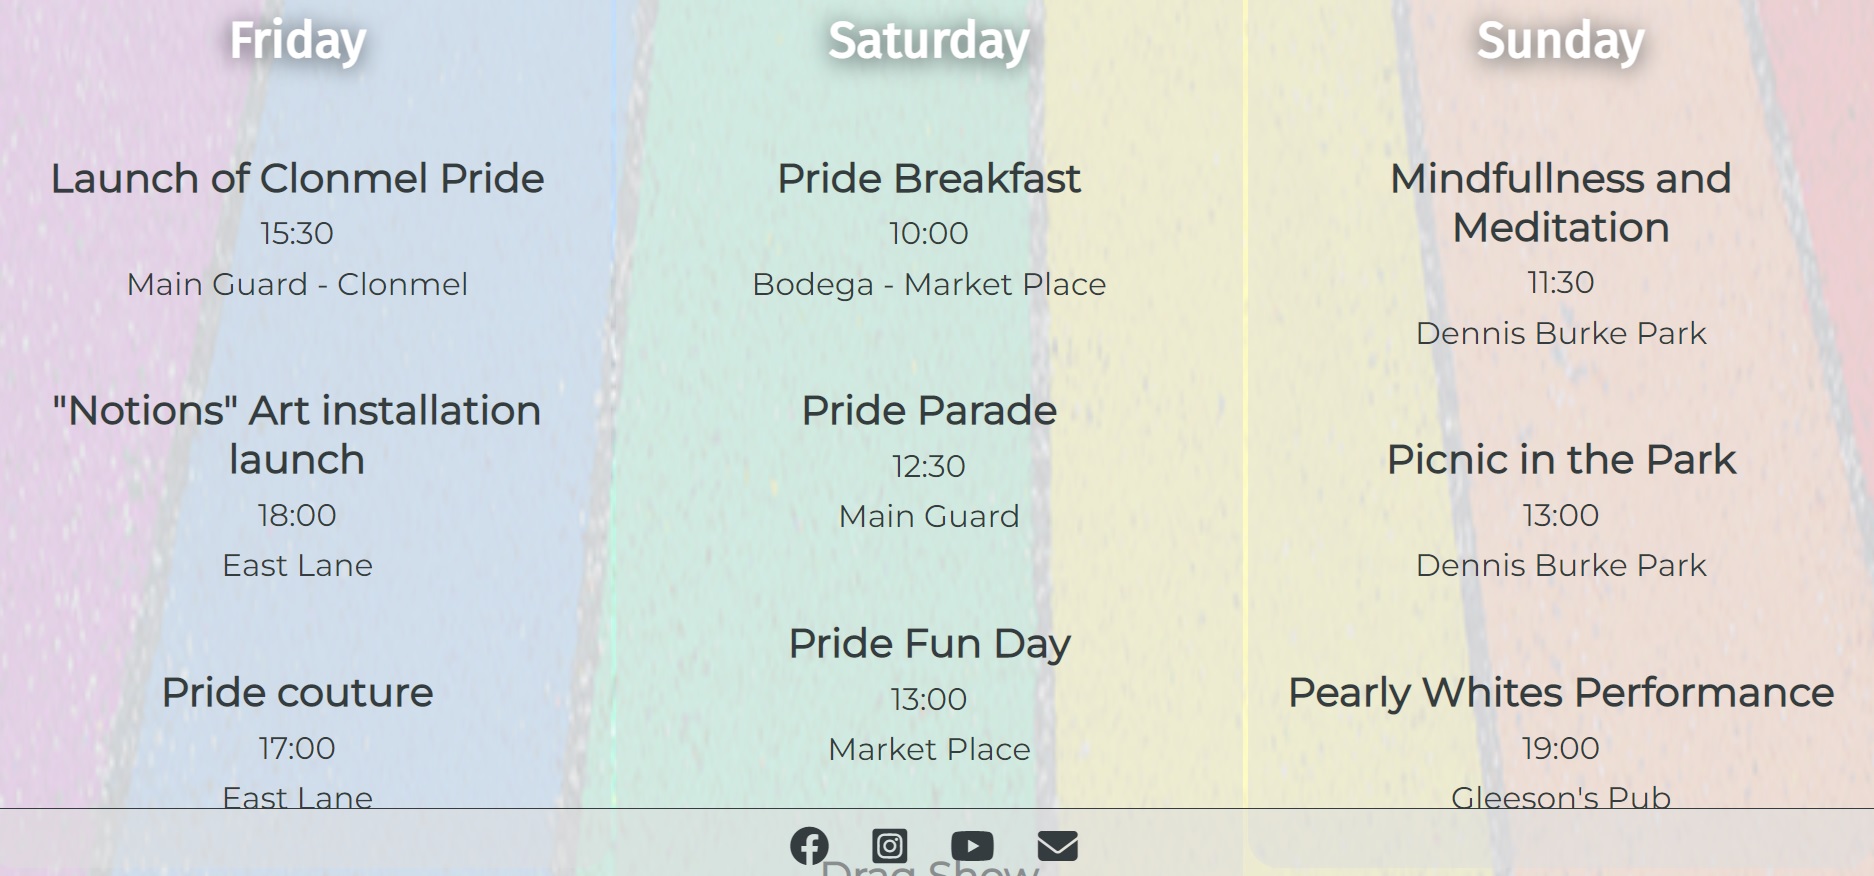 Friday
Launch of Clonmel Pride
15:30
Main Guard - Clonmel
"Notions" Art installation
launch
18:00
East Lane
Pride couture
17:00
East Lane
Saturday
Pride Breakfast
10:00
Bodega - Market Place
Pride Parade
12:30
Main Guard
Pride Fun Day
13:00
Market Place
Drag Show
Sunday
Mindfullness and
Meditation
11:30
Dennis Burke Park
Picnic in the Park
13:00
Dennis Burke Park
Pearly Whites Performance
19:00
Gleeson's Pub